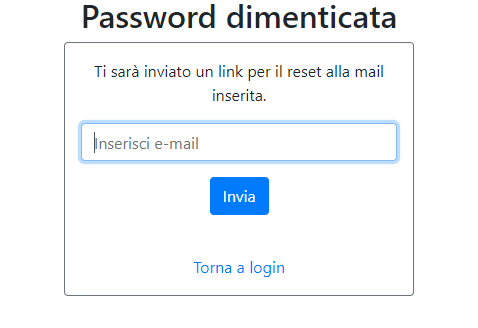 Password dimenticata
Ti sarà inviato un link per il reset alla mail
inserita.
Inserisci e-mail
Invia
Torna a login